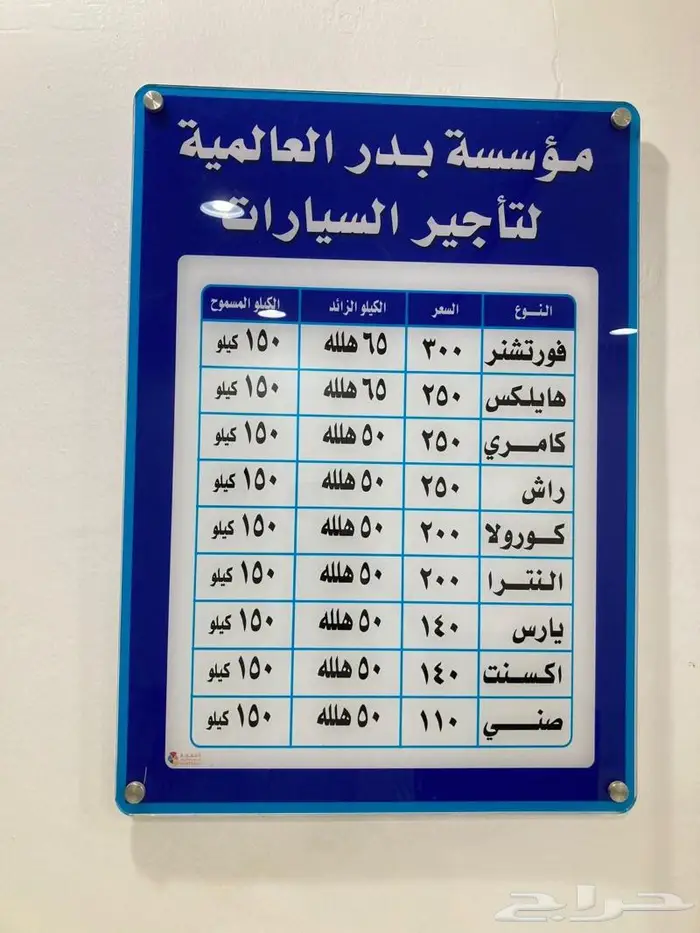 مؤسسة بدر العالمية
لتأجير السيارات
النوع السعر الكيلو الزائد الكيلو المسموح
فورتشنر ٣٠٠ ٦٥ هلله ١٥٠ كيلو
هايلكس ٢٥٠ ٦٥ هلله ١٥٠ كيلو
كامري ٢٥٠ ٥٠ هلله ١٥٠ كيلو
راش ٢٥٠ ٥٠ هلله ١٥٠ كيلو
كورولا ٢٠٠ ٥٠ هلله ١٥٠ كيلو
النترا ٢٠٠ ٥٠ هلله ١٥٠ كيلو
يارس ١٤٠ ٥٠ هلله ١٥٠ كيلو
اكسنت ١٤٠ ٥٠ هلله ١٥٠ كيلو
صني ١١٠ ٥٠ هلله ١٥٠ كيلو
حراج